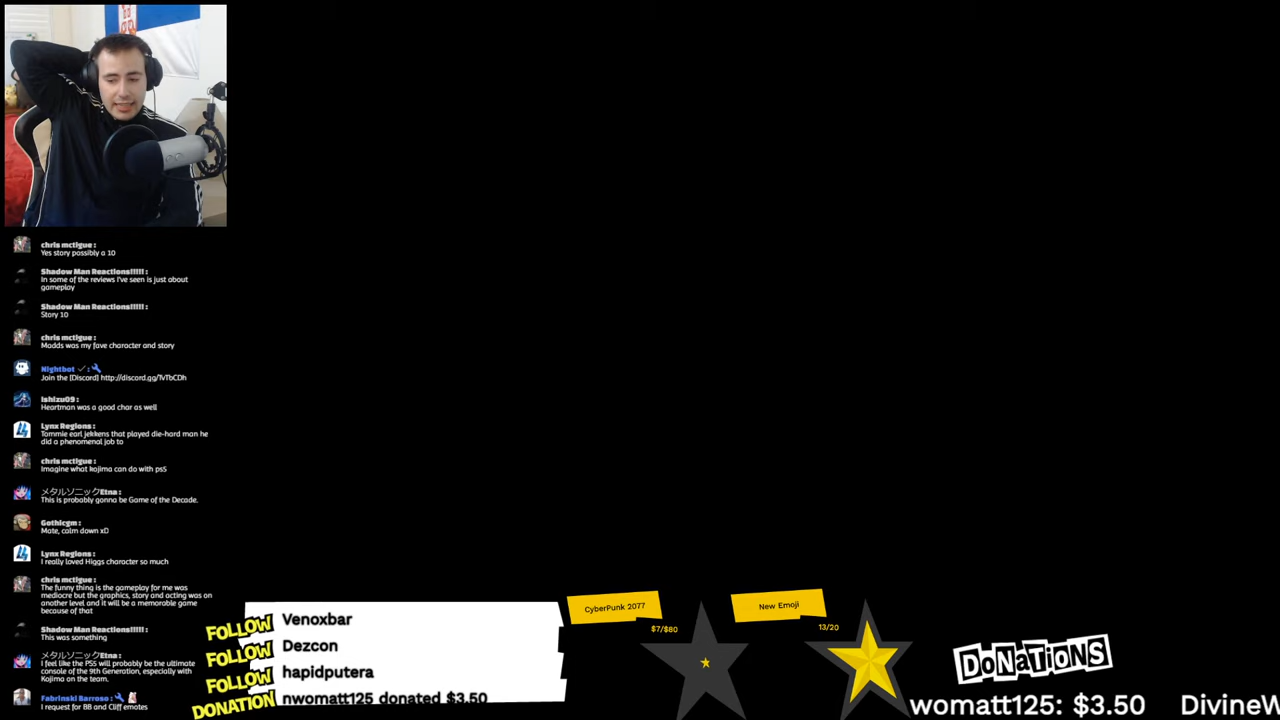 chris mctigue :
Yes story possibly a 10
Shadow Man Reactions!!!!! :
In some of the reviews I've seen is just about
gameplay
Shadow Man Reactions!!!!! :
Story 10
chris mctigue :
Madds was my fave character and story
Nightbot ✓ :
Join the [Discord] http://discord.gg/TvTbCDh
Ishizu09 :
Heartman was a good char as well
Lynx Regions :
Tommie earl jekkens that played die-hard man he
did a phenomenal job to
chris mctigue :
Imagine what kojima can do with ps5
メタルソニックEtna :
This is probably gonna be Game of the Decade.
Gothicgm :
Mate, calm down xD
Lynx Regions :
I really loved Higgs character so much
chris mctigue :
The funny thing is the gameplay for me was
mediocre but the graphics, story and acting was on
another level and it will be a memorable game
because of that
Shadow Man Reactions!!!!! :
This was something
メタルソニックEtna :
I feel like the PS5 will probably be the ultimate
console of the 9th Generation, especially with
Kojima on the team.
Fabrinski Barroso :
I request for BB and Cliff emotes
FOLLOW Venoxbar
FOLLOW Dezcon
FOLLOW hapidputera
DONATION nwomatt125 donated $3.50
CyberPunk 2077
$7/$80
New Emoji
13/20
DONATIONS
womatt125: $3.50 DivineW